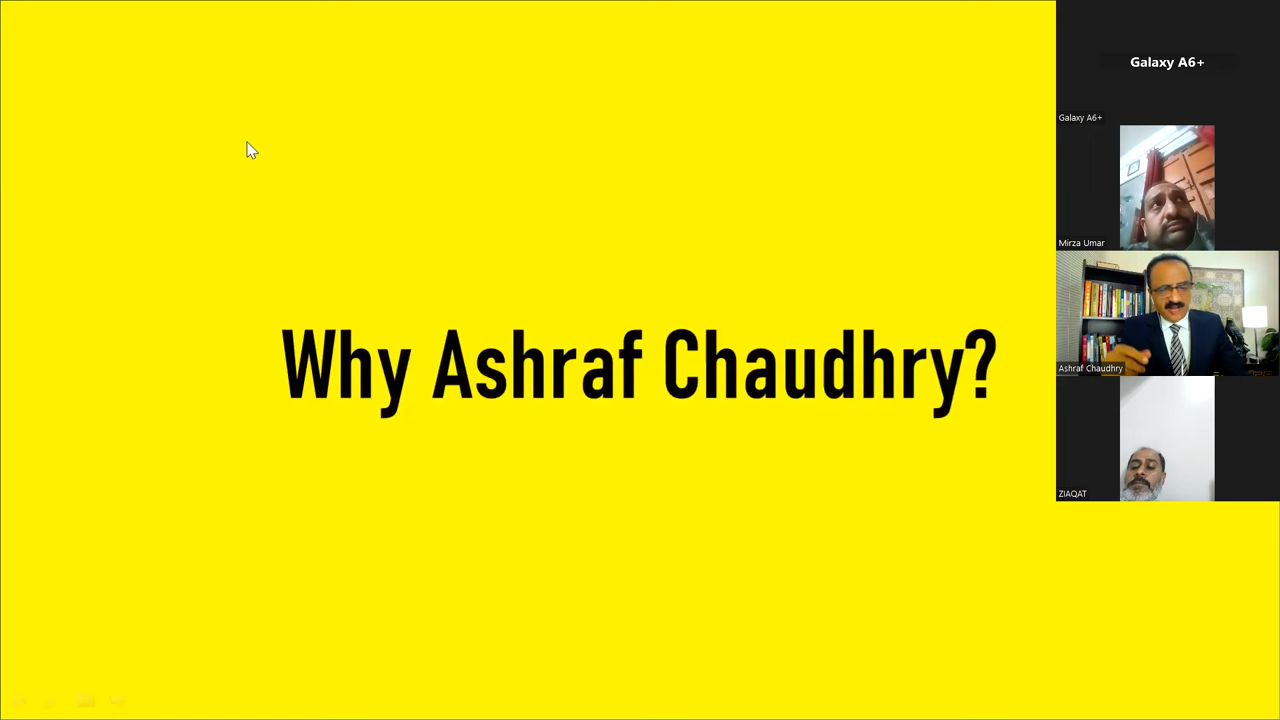 Why Ashraf Chaudhry?
Galaxy A6+
Galaxy A6+
Mirza Umar
Ashraf Chaudhry
ZIAQAT